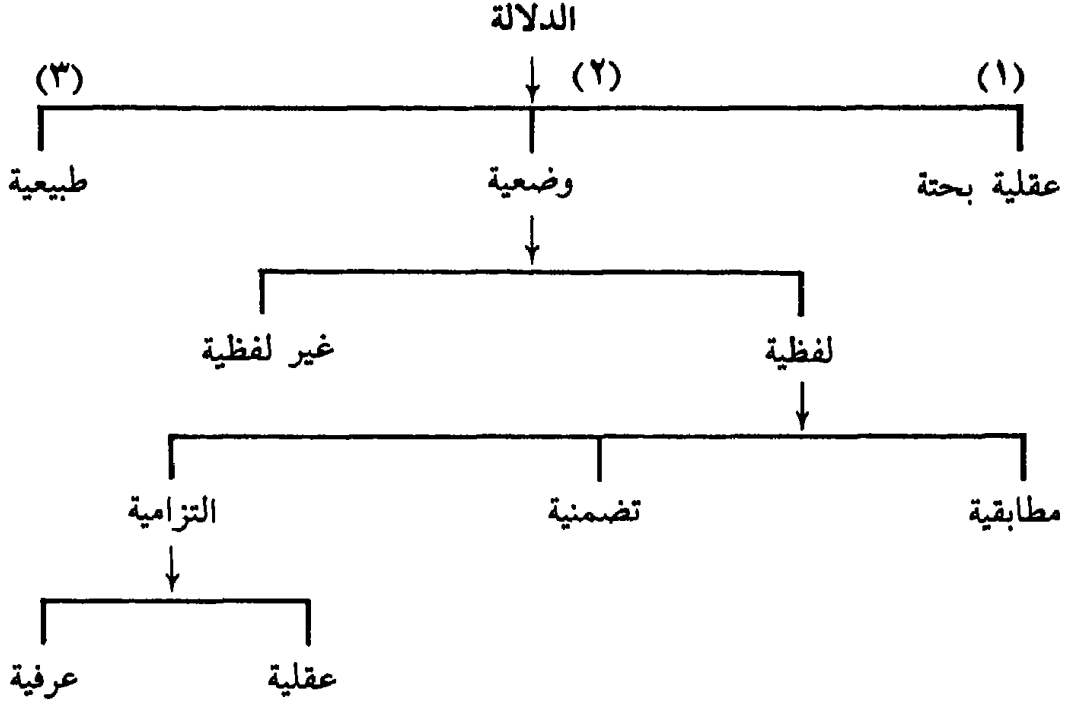 الدلالة
(١) (٢) (٣)
عقلية بحتة وضعية طبيعية
لفظية غير لفظية
مطابقية تضمنية التزامية
عقلية عرفية